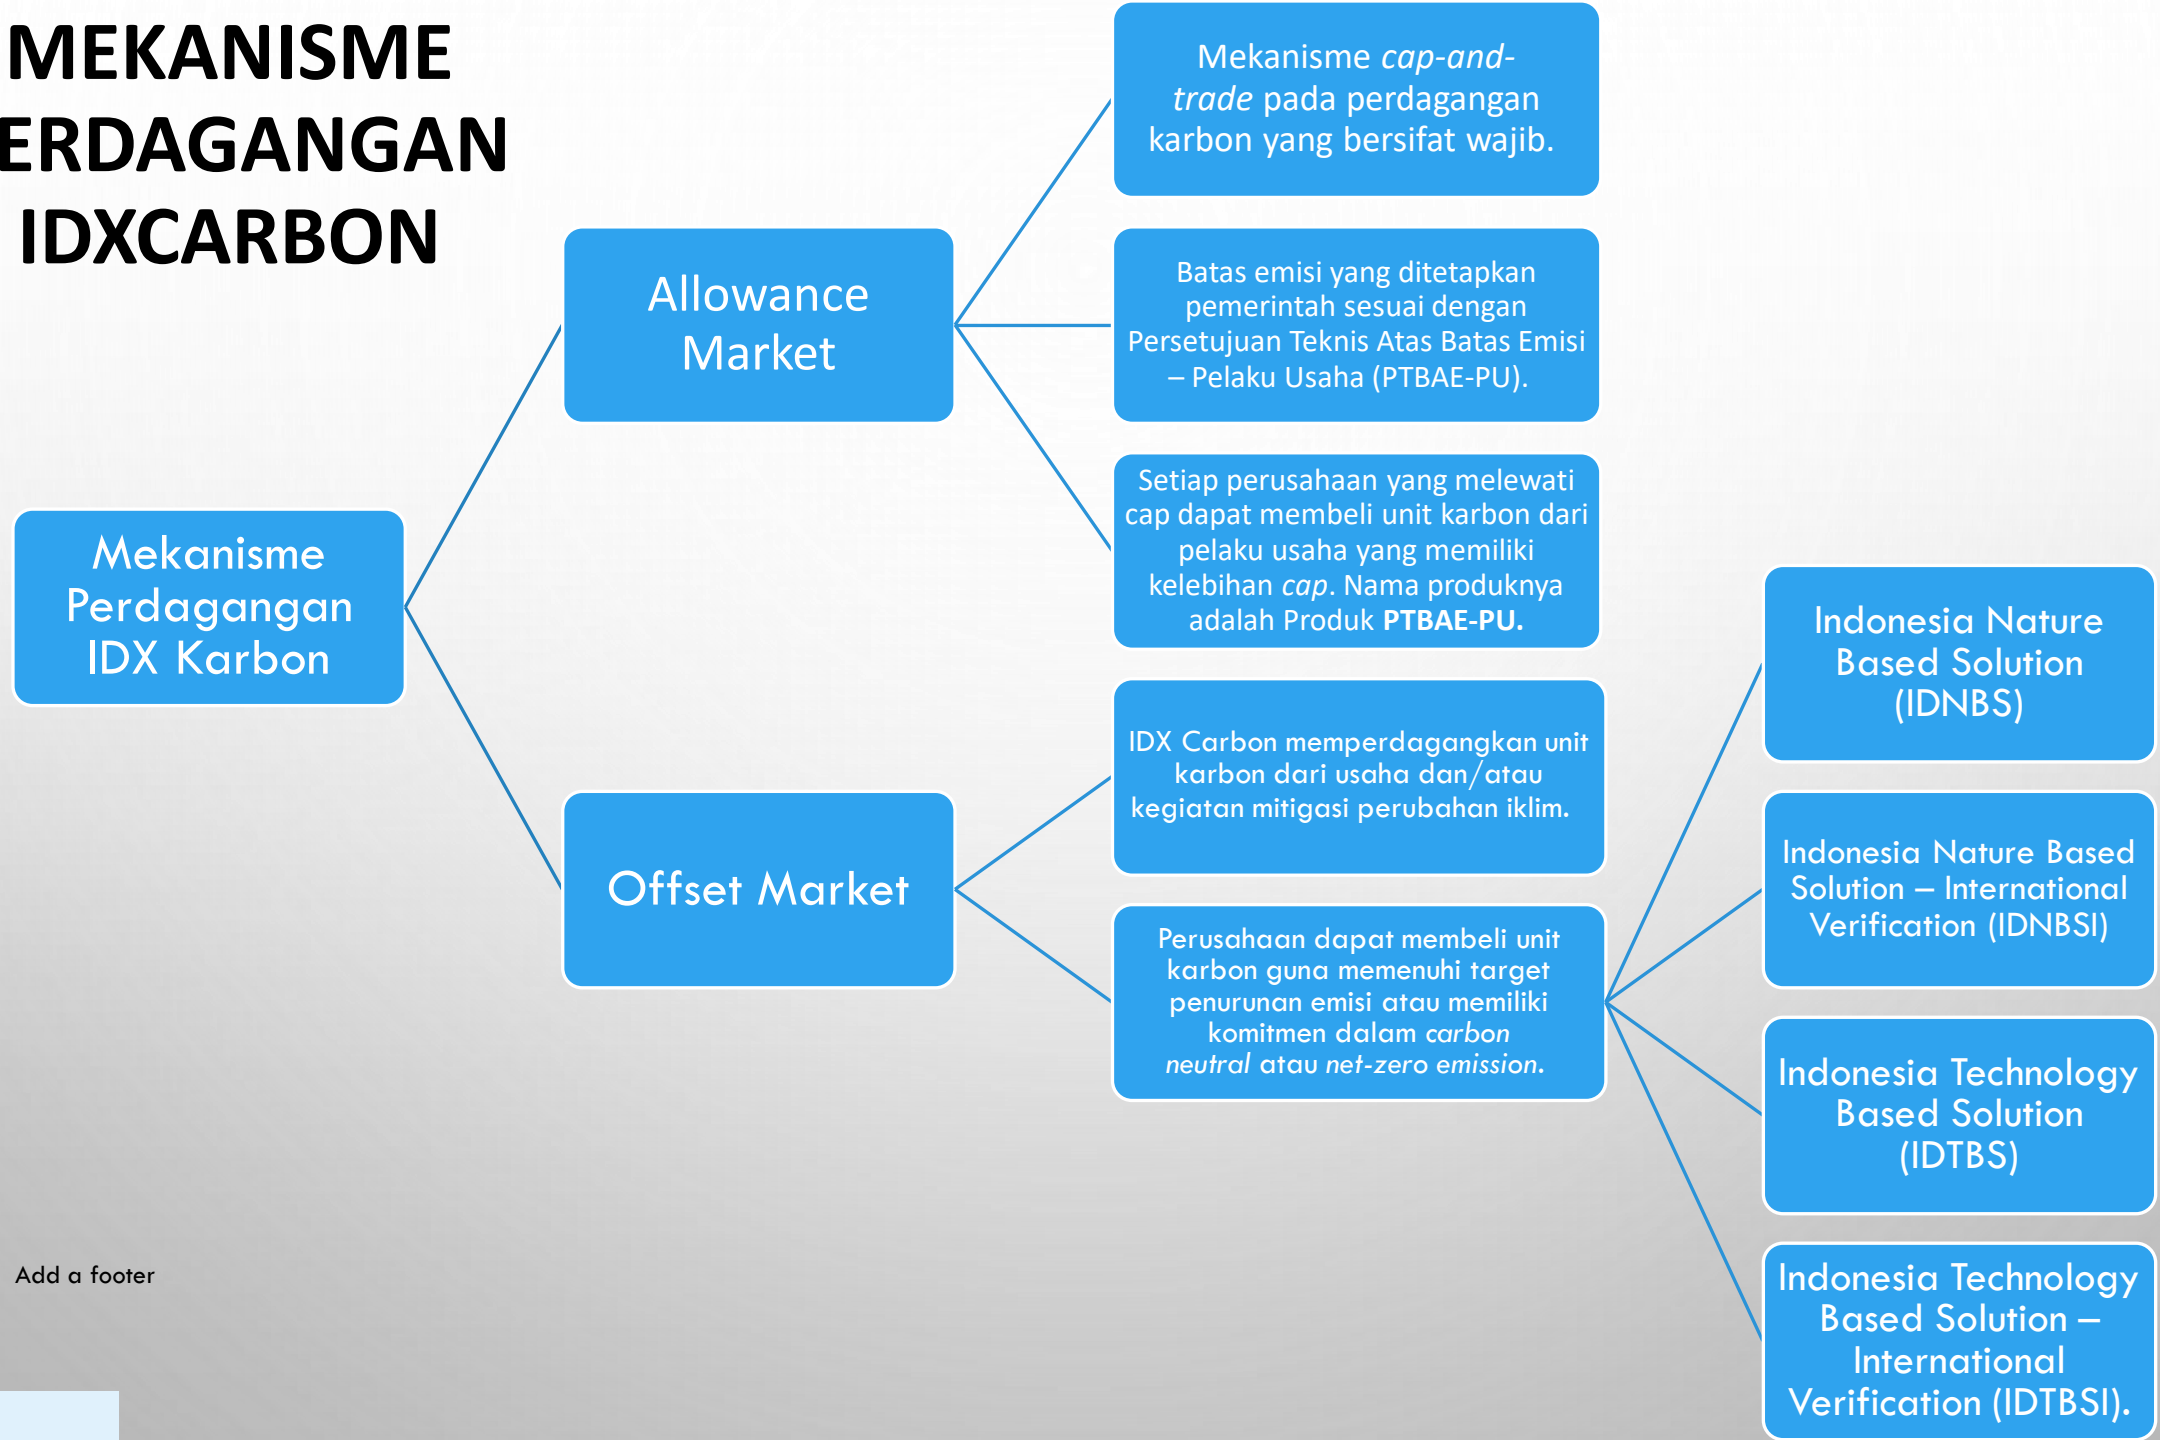 MEKANISME
ERDAGANGAN
IDXCARBON
Mekanisme
Perdagangan
IDX Karbon
Allowance
Market
Mekanisme cap-and-
trade pada perdagangan
karbon yang bersifat wajib.
Batas emisi yang ditetapkan
pemerintah sesuai dengan
Persetujuan Teknis Atas Batas Emisi
– Pelaku Usaha (PTBAE-PU).
Setiap perusahaan yang melewati
cap dapat membeli unit karbon dari
pelaku usaha yang memiliki
kelebihan cap. Nama produknya
adalah Produk PTBAE-PU.
Offset Market
IDX Carbon memperdagangkan unit
karbon dari usaha dan/atau
kegiatan mitigasi perubahan iklim.
Perusahaan dapat membeli unit
karbon guna memenuhi target
penurunan emisi atau memiliki
komitmen dalam carbon
neutral atau net-zero emission.
Indonesia Nature
Based Solution
(IDNBS)
Indonesia Nature Based
Solution – International
Verification (IDNBSI)
Indonesia Technology
Based Solution
(IDTBS)
Indonesia Technology
Based Solution –
International
Verification (IDTBSI).
Add a footer